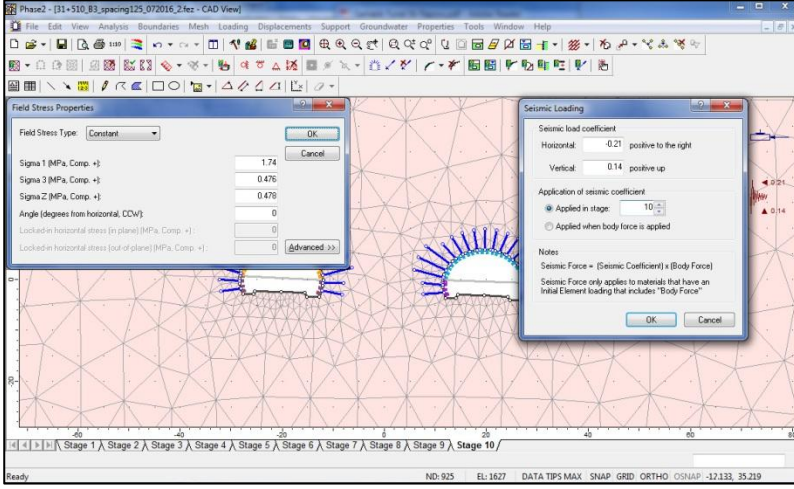 Phase2 - [31+510_B3_spacing125_072016_2.fez - CAD View]
File Edit View Analysis Boundaries Mesh Loading Displacements Support Groundwater Properties Tools Window Help
Field Stress Properties
Field Stress Type: Constant
OK
Cancel
Sigma 1 (MPa, Comp. +): 1.74
Sigma 3 (MPa, Comp. +): 0.476
Sigma Z (MPa, Comp. +): 0.478
Angle (degrees from horizontal, CCW): 0
Locked-in horizontal stress (in plane) (MPa, Comp. +): 0
Locked-in horizontal stress (out-of-plane) (MPa, Comp. +): 0
Advanced >>
Seismic Loading
Seismic load coefficient
Horizontal: -0.21 positive to the right
Vertical: 0.14 positive up
Application of seismic coefficient
Applied in stage: 10
Applied when body force is applied
Notes
Seismic Force = (Seismic Coefficient) x (Body Force)
Seismic Force only applies to materials that have an
Initial Element loading that includes "Body Force"
OK Cancel
0.21
0.14
0
-20
-60 -40 -20 0 20 40 60 80
Stage 1 Stage 2 Stage 3 Stage 4 Stage 5 Stage 6 Stage 7 Stage 8 Stage 9 Stage 10
Ready ND: 925 EL: 1627 DATA TIPS MAX SNAP GRID ORTHO OSNAP -12.133, 35.219